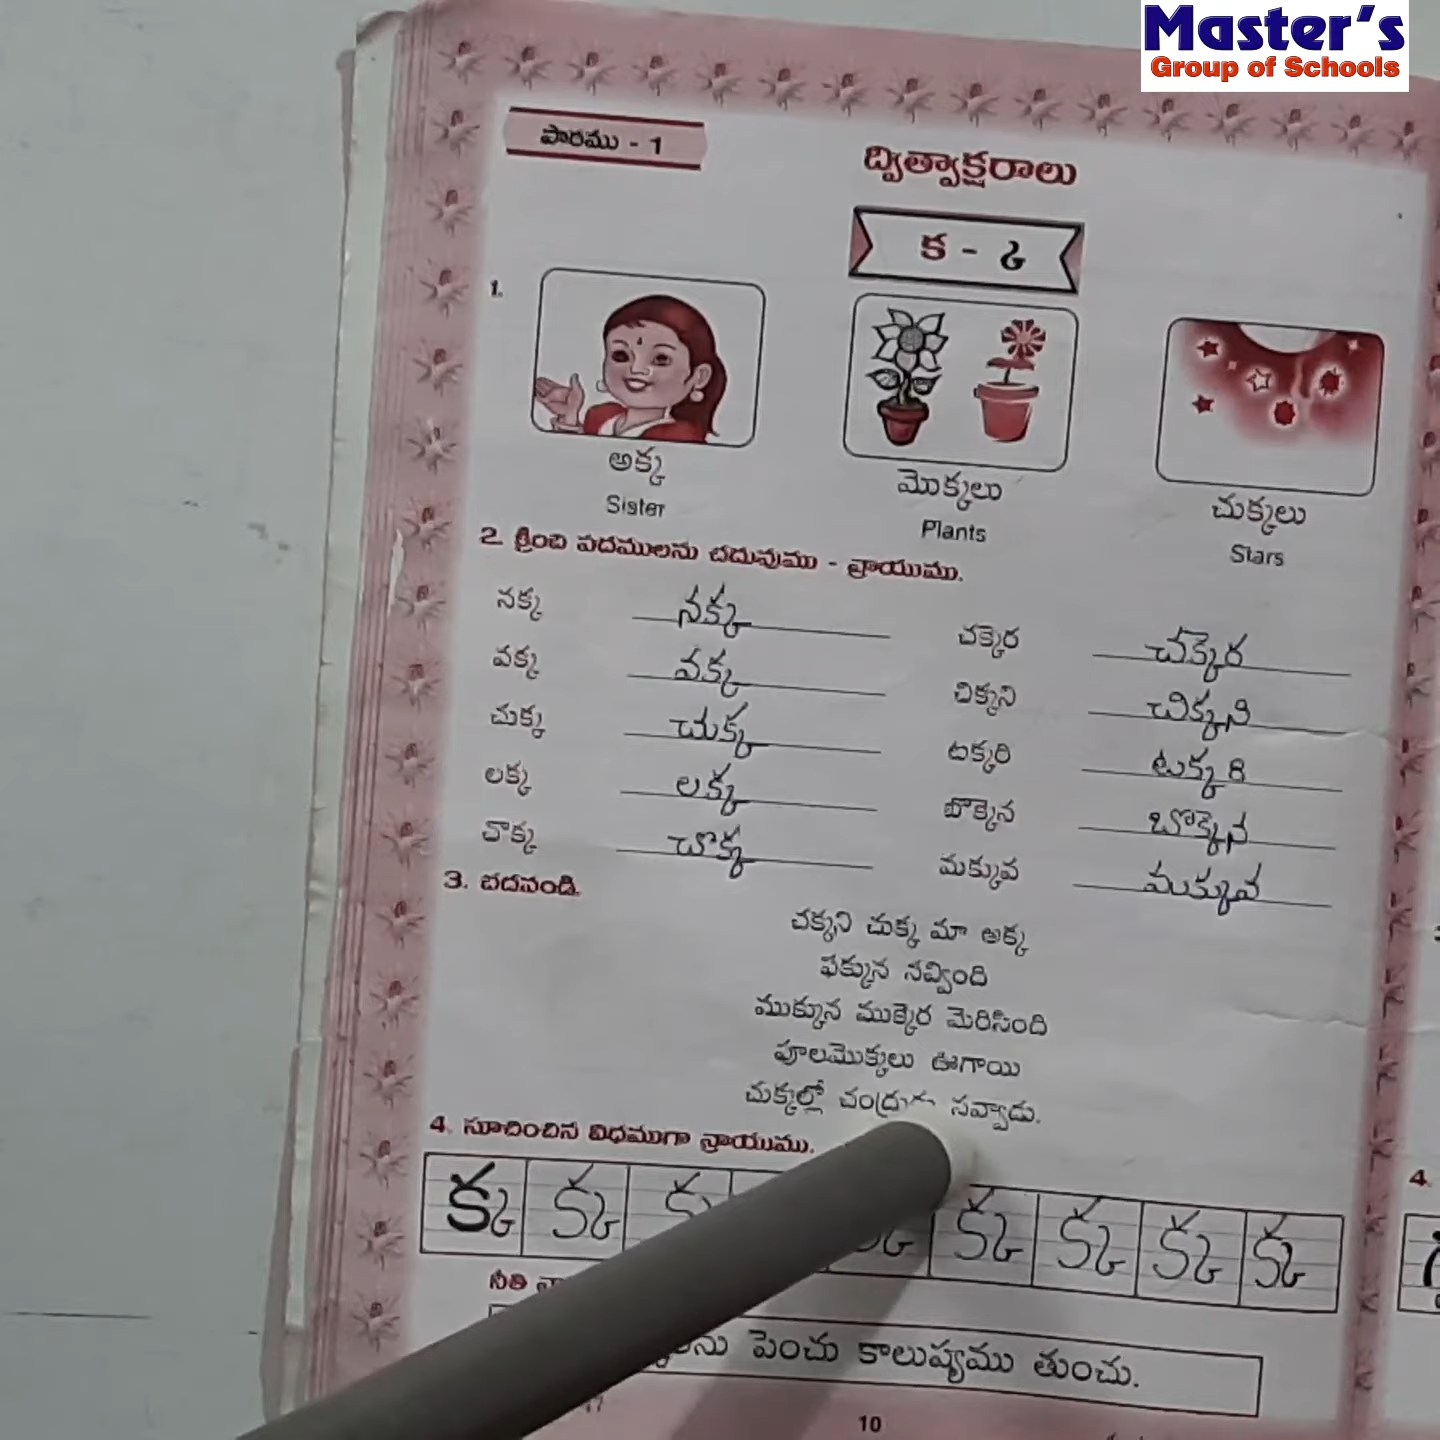 Master's
Group of Schools
పాఠము - 1
ద్విత్వాక్షరాలు
క - ్క
1.
అక్క
Sister
మొక్కలు
Plants
చుక్కలు
Stars
2. క్రింది పదములను చదువుము - వ్రాయుము.
నక్క నక్క చక్కెర చక్కెర
వక్క వక్క చిక్కని చిక్కని
చుక్క చుక్క టక్కరి టక్కరి
లక్క లక్క బొక్కెన బొక్కెన
చొక్క చొక్క మక్కువ మక్కువ
3. చదవండి.
చక్కని చుక్క మా అక్క
ఫక్కున నవ్వింది
ముక్కున ముక్కెర మెరిసింది
పూలమొక్కలు ఊగాయి
చుక్కల్లో నవ్వాడు.
4. సూచించిన విధముగా వ్రాయుము.
క్క క్క క్క క్క క్క క్క క్క
నీతి
పెంచు కాలుష్యము తుంచు.
10
4.